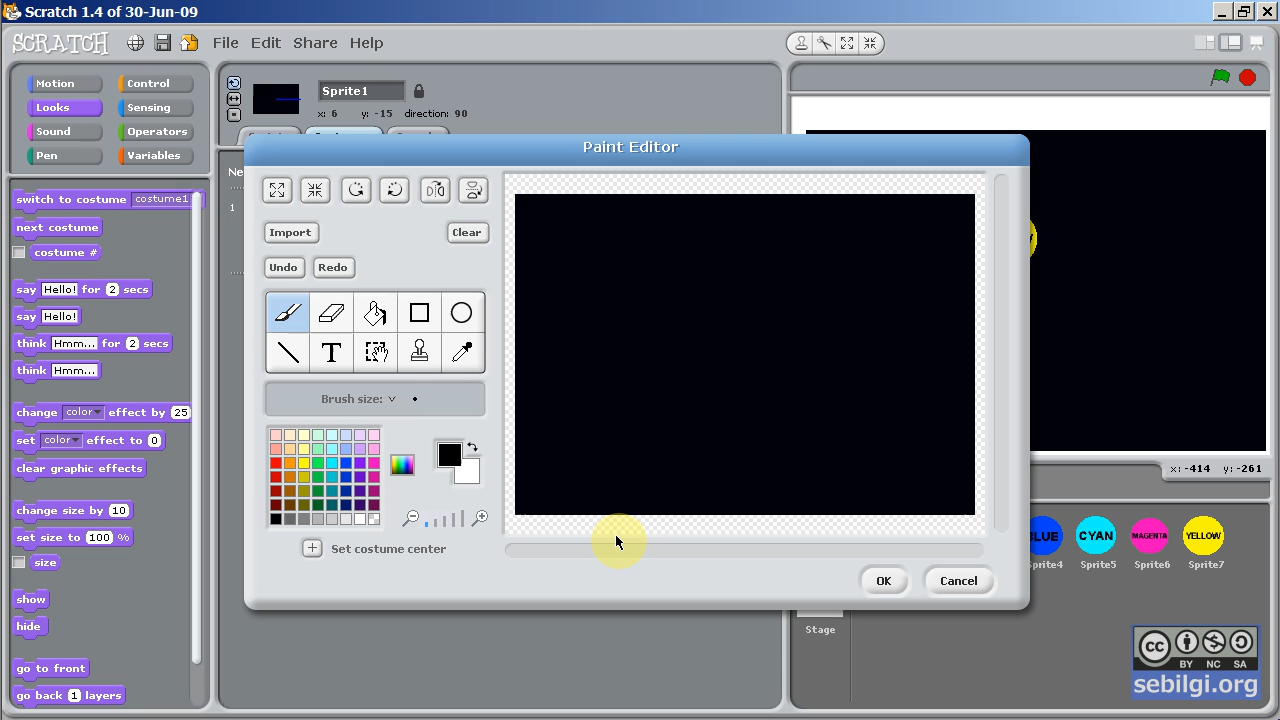 Scratch 1.4 of 30-Jun-09
SCRATCH
File Edit Share Help
Motion Control
Looks Sensing
Sound Operators
Pen Variables
Sprite1
x: 6 y: -15 direction: 90
Ne
1
Paint Editor
Import Clear
Undo Redo
T
Brush size:
Set costume center
OK Cancel
switch to costume costume1
next costume
costume #
say Hello! for 2 secs
say Hello!
think Hmm... for 2 secs
think Hmm...
change color effect by 25
set color effect to 0
clear graphic effects
change size by 10
set size to 100 %
size
show
hide
go to front
go back 1 layers
x: -414 y: -261
BLUE CYAN MAGENTA YELLOW
Sprite4 Sprite5 Sprite6 Sprite7
Stage
cc
BY NC SA
sebilgi.org